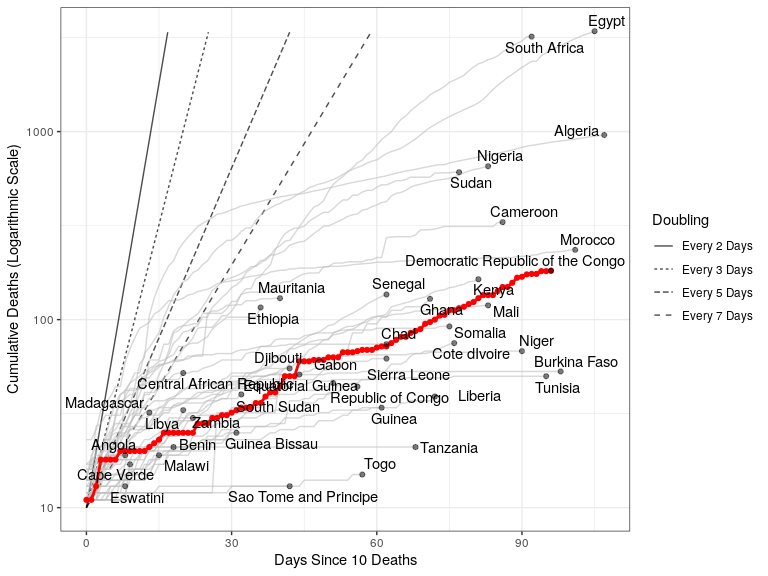 Egypt
South Africa
Algeria
Nigeria
Sudan
Cameroon
Morocco
Democratic Republic of the Congo
Senegal
Kenya
Mauritania
Ghana
Mali
Ethiopia
Chad
Somalia
Niger
Cote dIvoire
Djibouti
Gabon
Burkina Faso
Sierra Leone
Tunisia
Central African Republic
Equatorial Guinea
Republic of Congo
Liberia
Madagascar
South Sudan
Guinea
Libya
Zambia
Angola
Benin
Guinea Bissau
Tanzania
Malawi
Togo
Cape Verde
Eswatini
Sao Tome and Principe
1000
100
10
0
30
60
90
Days Since 10 Deaths
Cumulative Deaths (Logarithmic Scale)
Doubling
Every 2 Days
Every 3 Days
Every 5 Days
Every 7 Days